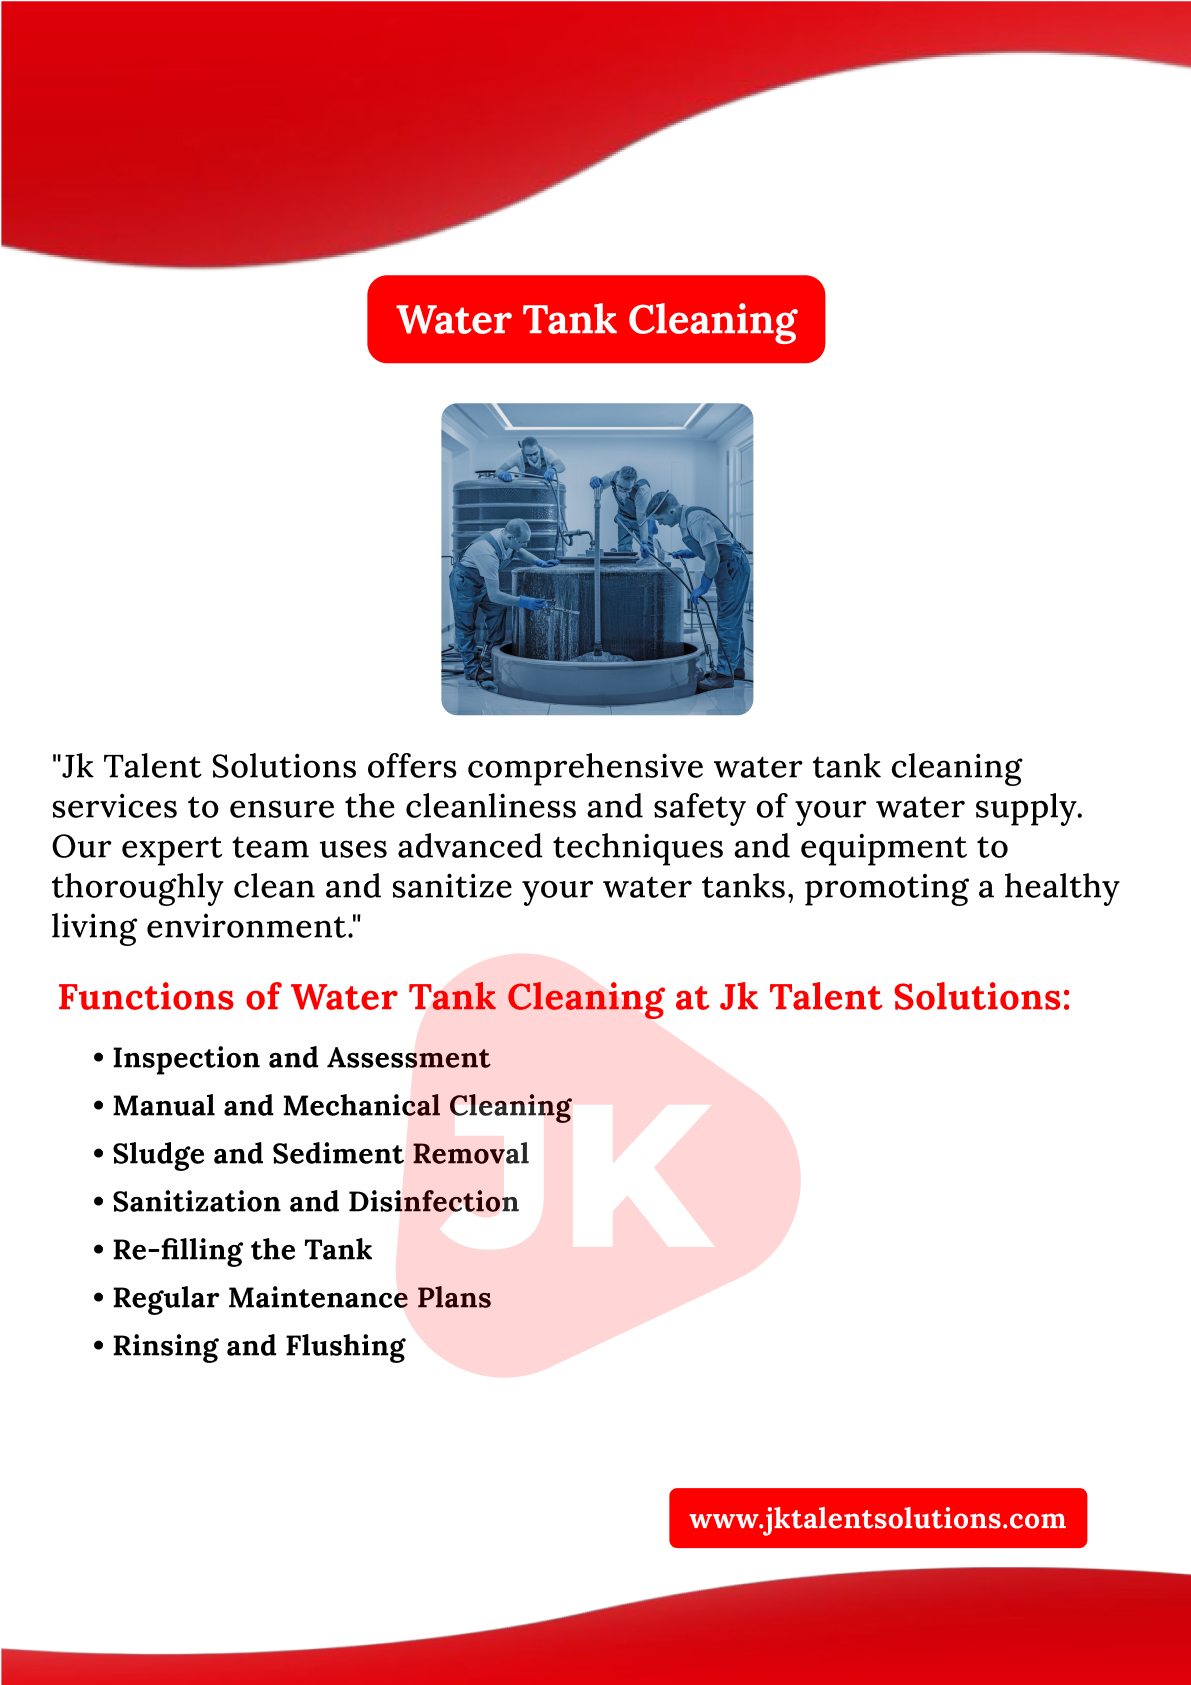 Water Tank Cleaning
"Jk Talent Solutions offers comprehensive water tank cleaning
services to ensure the cleanliness and safety of your water supply.
Our expert team uses advanced techniques and equipment to
thoroughly clean and sanitize your water tanks, promoting a healthy
living environment."
Functions of Water Tank Cleaning at Jk Talent Solutions:
• Inspection and Assessment
• Manual and Mechanical Cleaning
• Sludge and Sediment Removal
• Sanitization and Disinfection
• Re-filling the Tank
• Regular Maintenance Plans
• Rinsing and Flushing
JK
www.jktalentsolutions.com